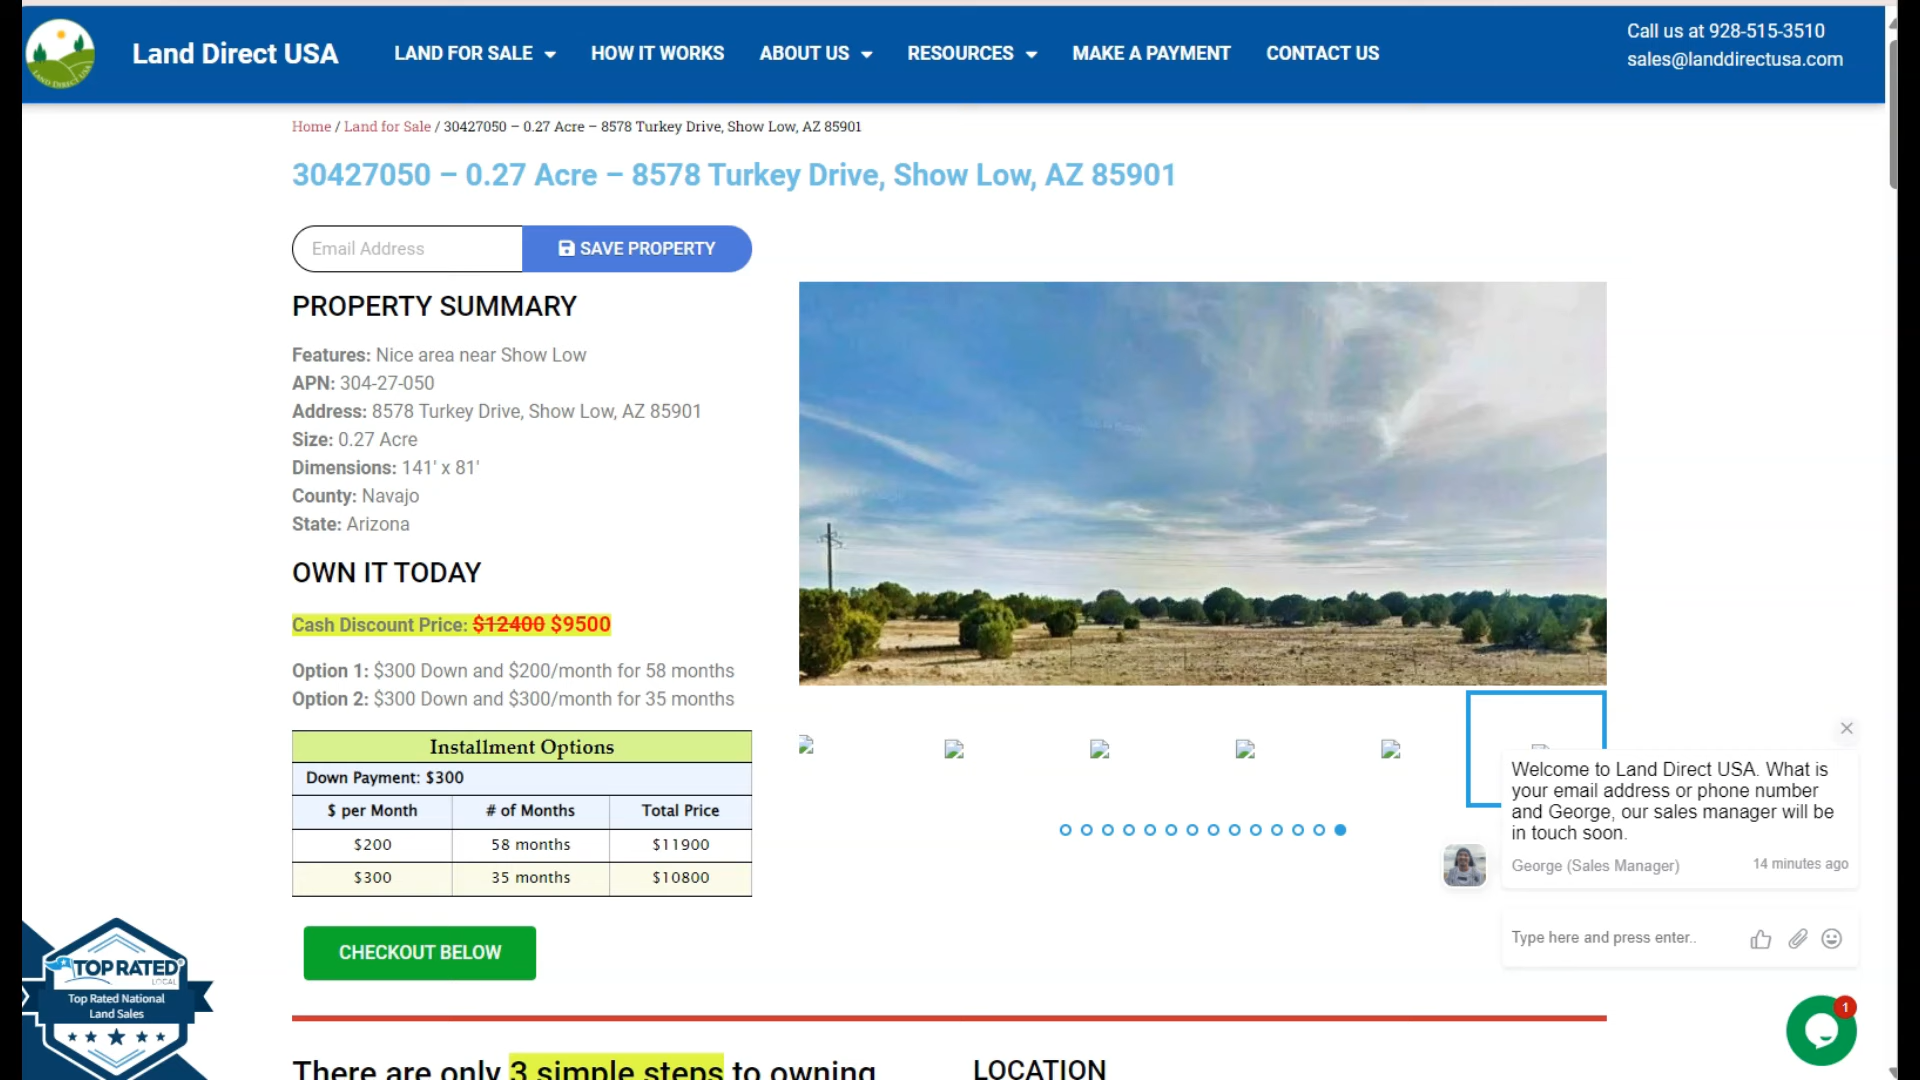 Land Direct USA
LAND FOR SALE
HOW IT WORKS
ABOUT US
RESOURCES
MAKE A PAYMENT
CONTACT US
Call us at 928-515-3510
sales@landdirectusa.com
Home / Land for Sale / 30427050 – 0.27 Acre – 8578 Turkey Drive, Show Low, AZ 85901
30427050 – 0.27 Acre – 8578 Turkey Drive, Show Low, AZ 85901
Email Address
SAVE PROPERTY
PROPERTY SUMMARY
Features: Nice area near Show Low
APN: 304-27-050
Address: 8578 Turkey Drive, Show Low, AZ 85901
Size: 0.27 Acre
Dimensions: 141' x 81'
County: Navajo
State: Arizona
OWN IT TODAY
Cash Discount Price: $12400 $9500
Option 1: $300 Down and $200/month for 58 months
Option 2: $300 Down and $300/month for 35 months
Installment Options
Down Payment: $300
$ per Month # of Months Total Price
$200 58 months $11900
$300 35 months $10800
CHECKOUT BELOW
Welcome to Land Direct USA. What is
your email address or phone number
and George, our sales manager will be
in touch soon.
George (Sales Manager) 14 minutes ago
Type here and press enter..
1
TOP RATED
LOCAL
Top Rated National
Land Sales
There are only 3 simple steps to owning
LOCATION